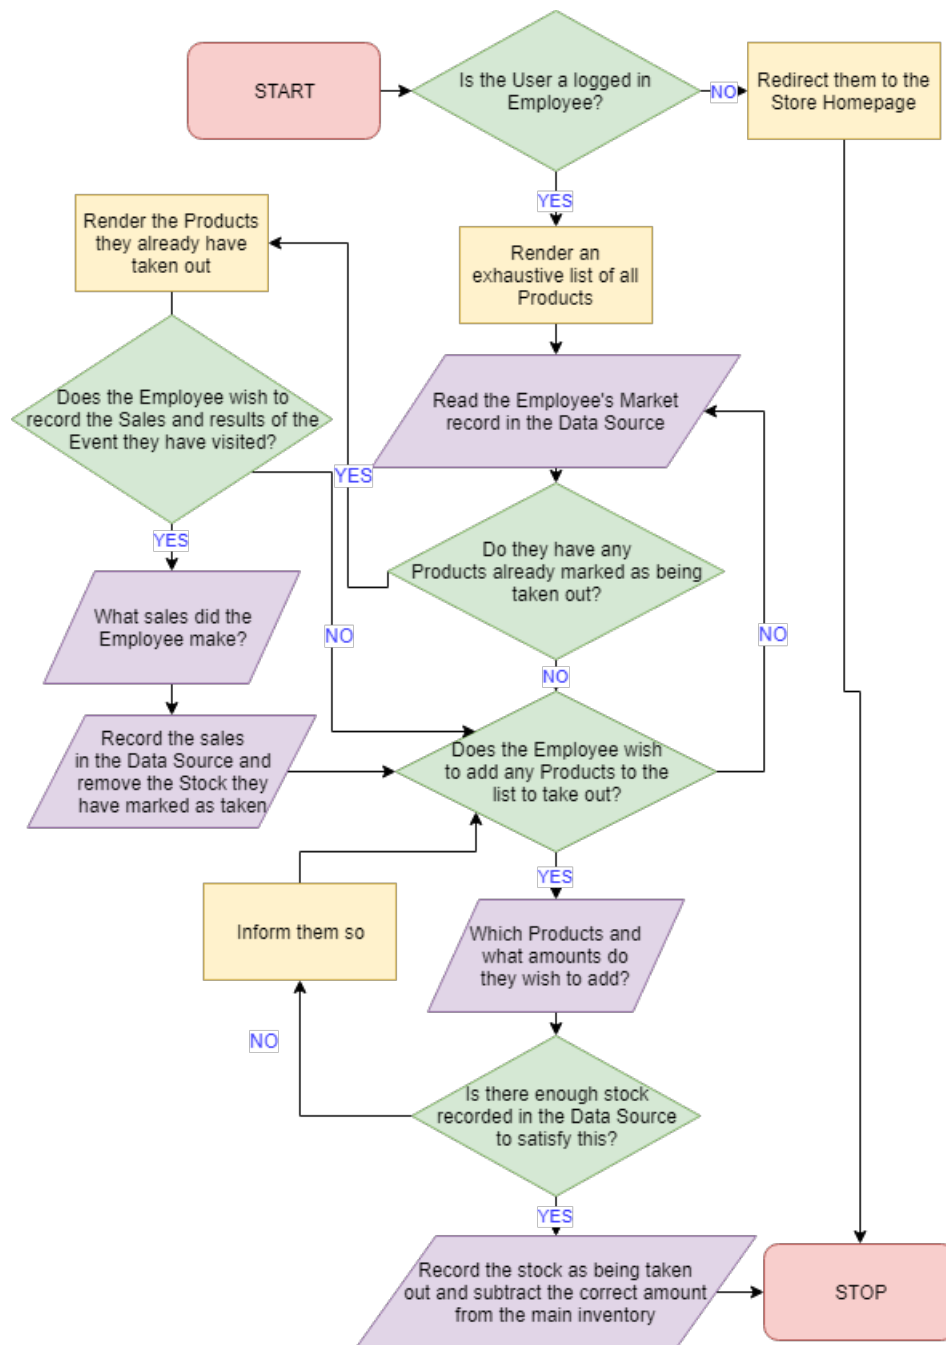 START
Is the User a logged in
Employee?
NO
Redirect them to the
Store Homepage
YES
Render the Products
they already have
taken out
Render an
exhaustive list of all
Products
Does the Employee wish to
record the Sales and results of the
Event they have visited?
Read the Employee's Market
record in the Data Source
YES
YES
Do they have any
Products already marked as being
taken out?
What sales did the
Employee make?
NO
NO
NO
Record the sales
in the Data Source and
remove the Stock they
have marked as taken
Does the Employee wish
to add any Products to the
list to take out?
YES
Inform them so
Which Products and
what amounts do
they wish to add?
NO
Is there enough stock
recorded in the Data Source
to satisfy this?
YES
Record the stock as being taken
out and subtract the correct amount
from the main inventory
STOP